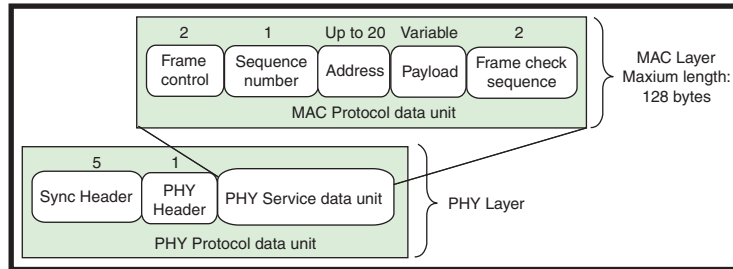 2 1 Up to 20 Variable 2
Frame control
Sequence number
Address
Payload
Frame check sequence
MAC Protocol data unit
MAC Layer
Maxium length:
128 bytes
5 1
Sync Header
PHY Header
PHY Service data unit
PHY Protocol data unit
PHY Layer